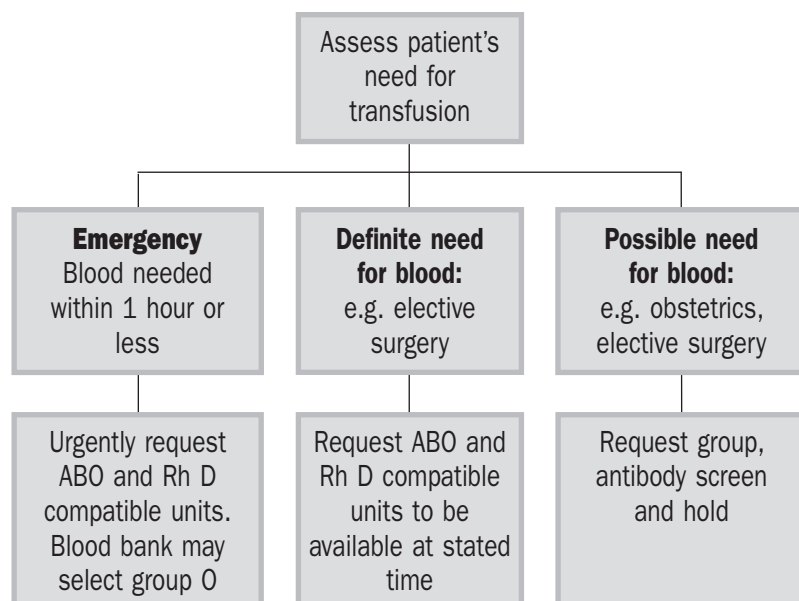 Assess patient's
need for
transfusion
Emergency
Blood needed
within 1 hour or
less
Definite need
for blood:
e.g. elective
surgery
Possible need
for blood:
e.g. obstetrics,
elective surgery
Urgently request
ABO and Rh D
compatible units.
Blood bank may
select group O
Request ABO and
Rh D compatible
units to be
available at stated
time
Request group,
antibody screen
and hold